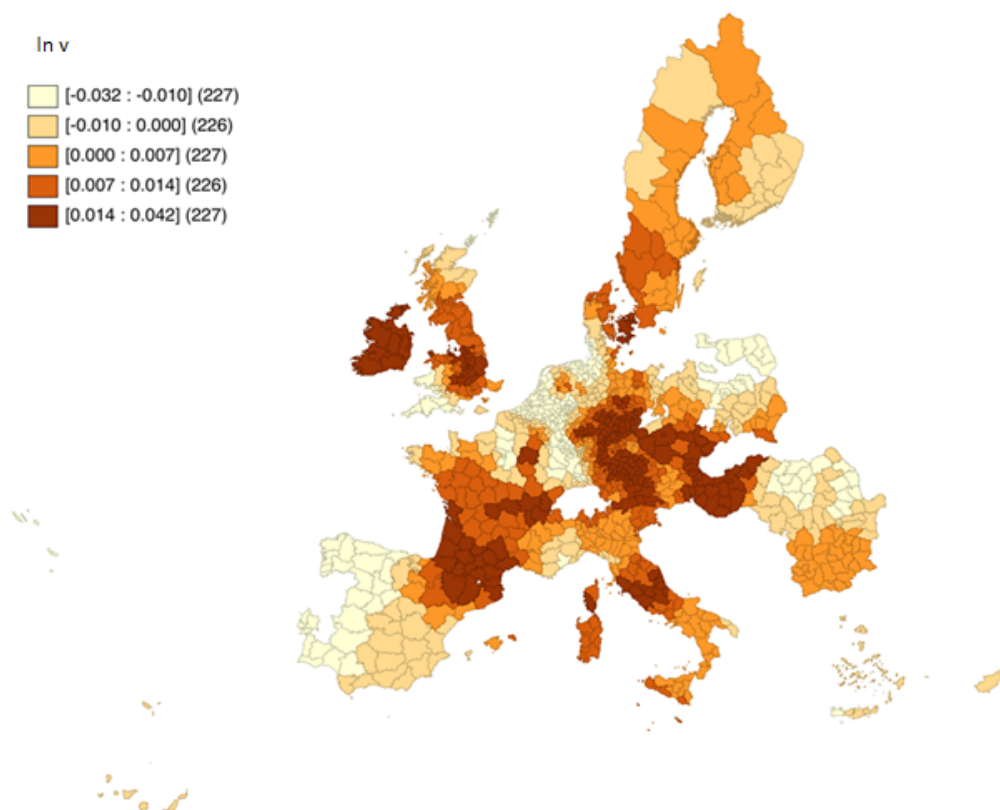 ln v
[-0.032 : -0.010] (227)
[-0.010 : 0.000] (226)
[0.000 : 0.007] (227)
[0.007 : 0.014] (226)
[0.014 : 0.042] (227)